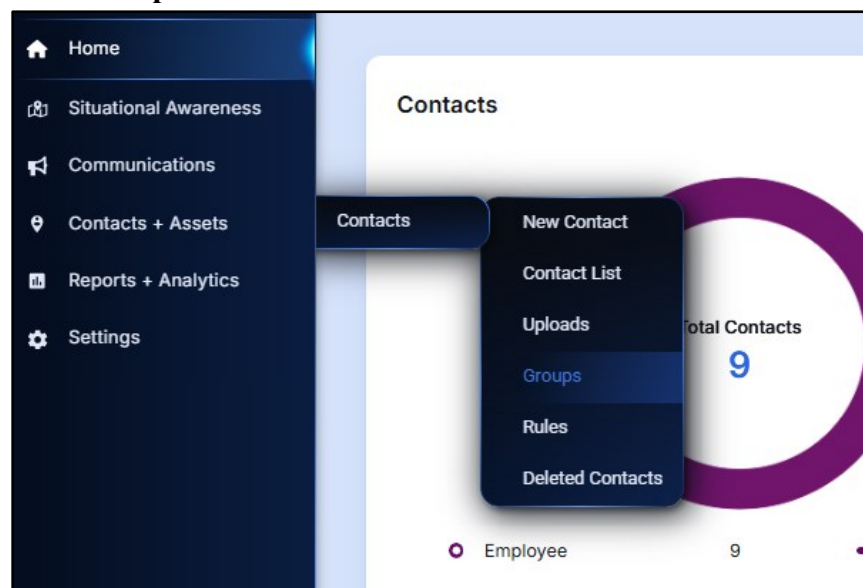 Home
Situational Awareness
Communications
Contacts + Assets
Reports + Analytics
Settings
Contacts
New Contact
Contact List
Uploads
Groups
Rules
Deleted Contacts
Contacts
Total Contacts
9
Employee 9